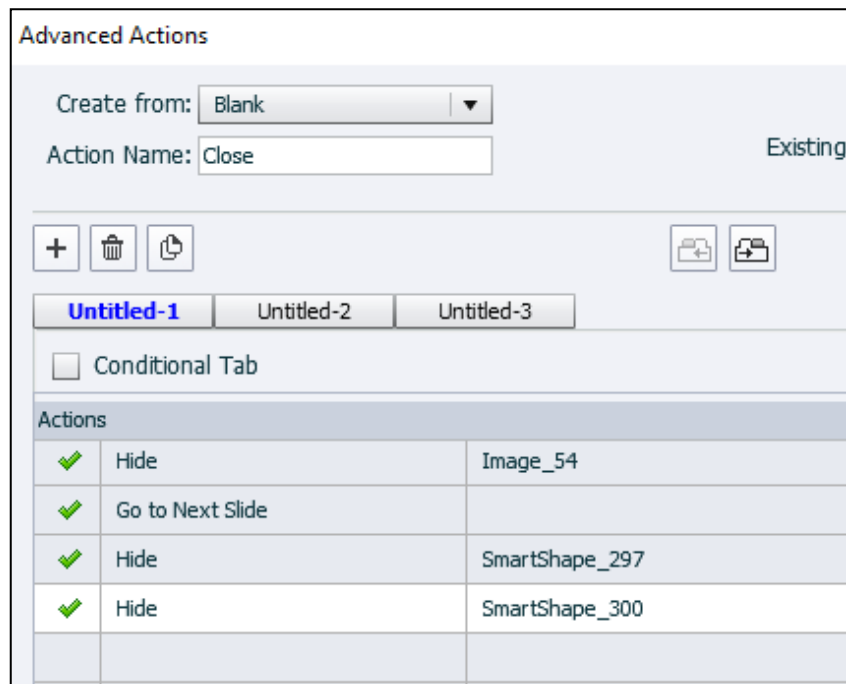 Advanced Actions
Create from: Blank
Action Name: Close
Existing
Untitled-1 Untitled-2 Untitled-3
Conditional Tab
Actions
Hide Image_54
Go to Next Slide
Hide SmartShape_297
Hide SmartShape_300